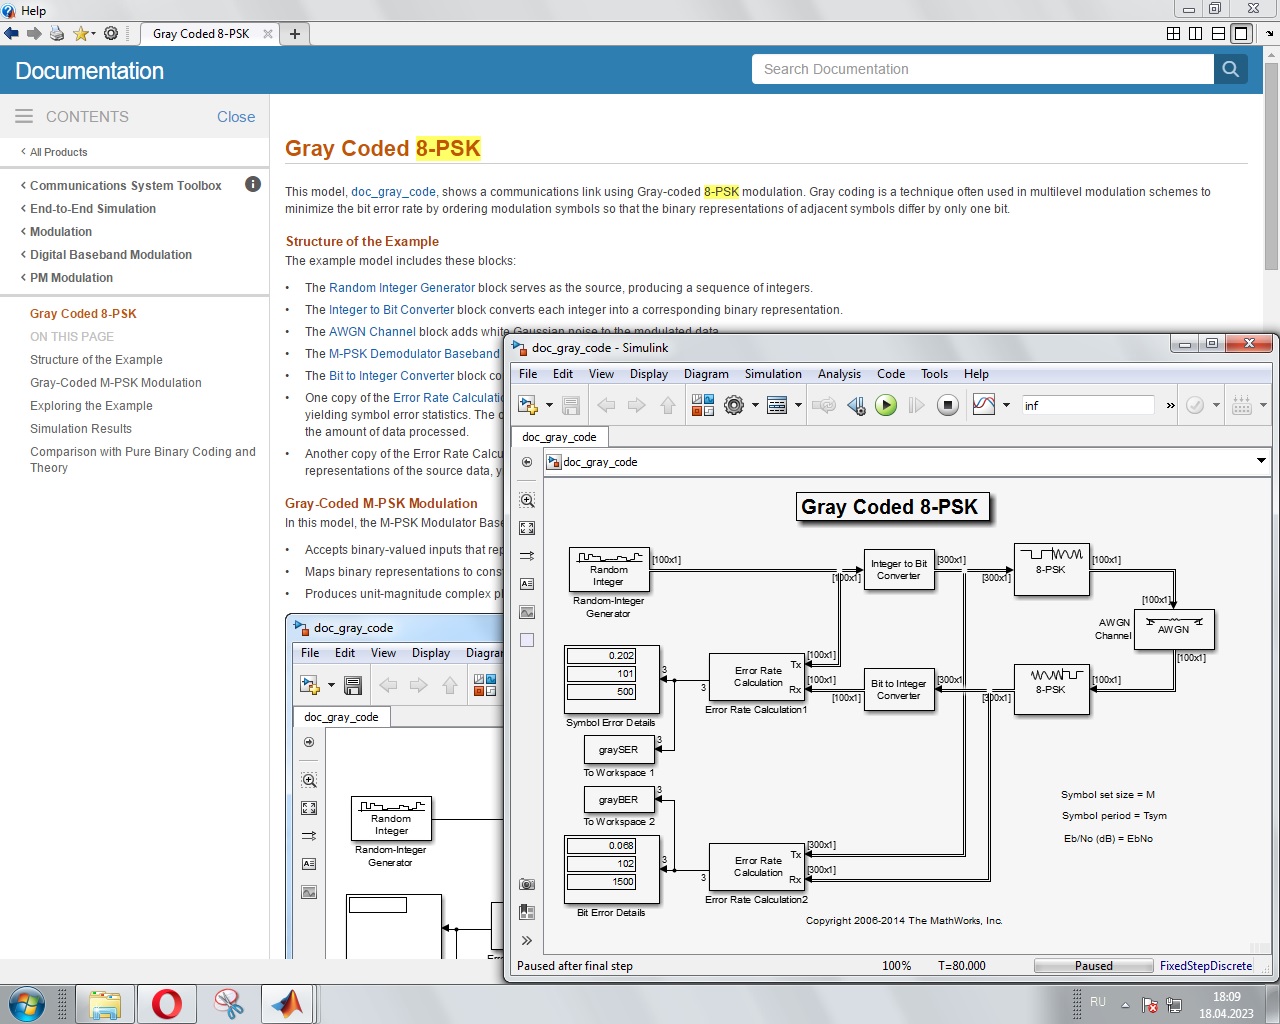 Help
Gray Coded 8-PSK
Documentation
Search Documentation
CONTENTS
Close
All Products
Communications System Toolbox
End-to-End Simulation
Modulation
Digital Baseband Modulation
PM Modulation
Gray Coded 8-PSK
ON THIS PAGE
Structure of the Example
Gray-Coded M-PSK Modulation
Exploring the Example
Simulation Results
Comparison with Pure Binary Coding and
Theory
Gray Coded 8-PSK
This model, doc_gray_code, shows a communications link using Gray-coded 8-PSK modulation. Gray coding is a technique often used in multilevel modulation schemes to
minimize the bit error rate by ordering modulation symbols so that the binary representations of adjacent symbols differ by only one bit.
Structure of the Example
The example model includes these blocks:
• The Random Integer Generator block serves as the source, producing a sequence of integers.
• The Integer to Bit Converter block converts each integer into a corresponding binary representation.
• The AWGN Channel block adds white Gaussian noise to the modulated data.
• The M-PSK Demodulator Baseband
• The Bit to Integer Converter block co
• One copy of the Error Rate Calculatio
yielding symbol error statistics. The o
the amount of data processed.
• Another copy of the Error Rate Calcu
representations of the source data, y
Gray-Coded M-PSK Modulation
In this model, the M-PSK Modulator Base
• Accepts binary-valued inputs that rep
• Maps binary representations to cons
• Produces unit-magnitude complex ph
doc_gray_code
File Edit View Display Diagra
doc_gray_code
Random
Integer
Random-Integer
Generator
doc_gray_code - Simulink
File Edit View Display Diagram Simulation Analysis Code Tools Help
inf
doc_gray_code
doc_gray_code
Gray Coded 8-PSK
Random
Integer
Random-Integer
Generator
[100x1]
[100x1]
Integer to Bit
Converter
[300x1]
[300x1]
8-PSK
[100x1]
[100x1]
AWGN
Channel
AWGN
[100x1]
0.202
101
500
Symbol Error Details
3
3
Error Rate
Calculation
Tx
Rx
Error Rate Calculation1
[100x1]
[100x1]
[100x1]
Bit to Integer
Converter
[300x1
[300x1]
8-PSK
[100x1]
graySER
3
To Workspace 1
grayBER
3
To Workspace 2
0.068
102
1500
Bit Error Details
3
3
Error Rate
Calculation
Tx
Rx
Error Rate Calculation2
[300x1]
[300x1]
Symbol set size = M
Symbol period = Tsym
Eb/No (dB) = EbNo
Copyright 2006-2014 The MathWorks, Inc.
Paused after final step
100%
T=80.000
Paused
FixedStepDiscrete
RU
18:09
18.04.2023